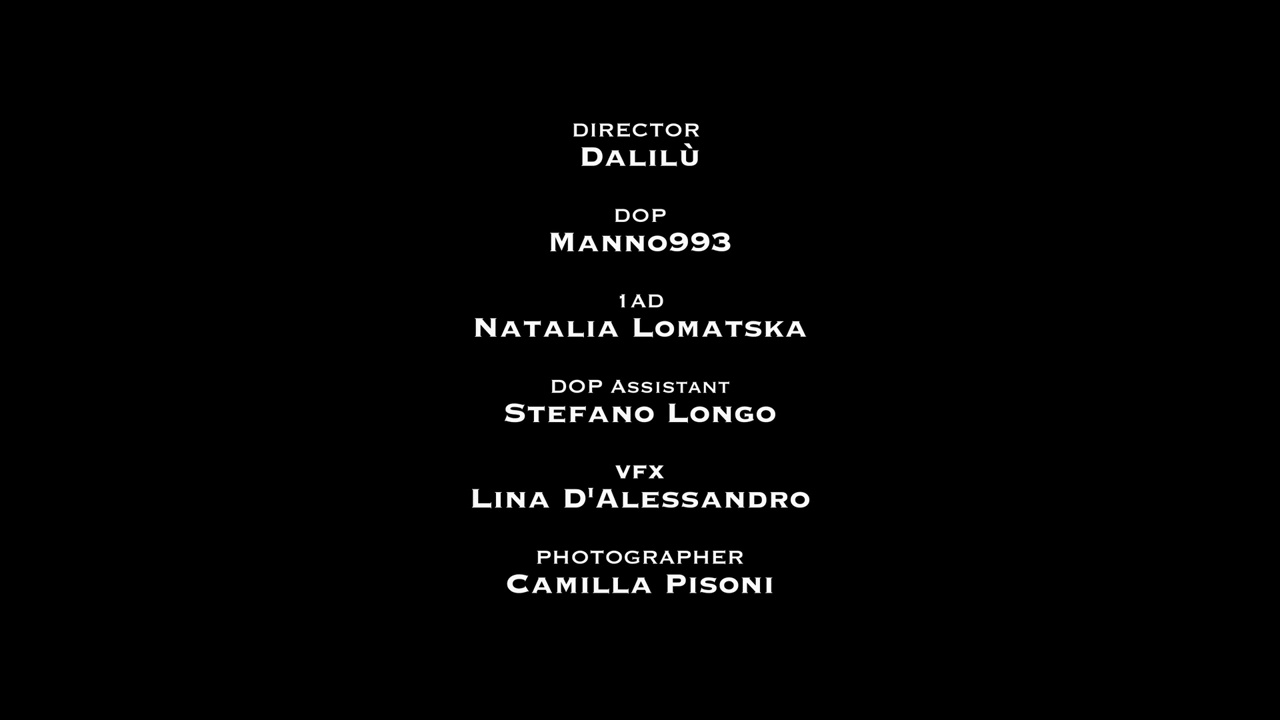 DIRECTOR
Dalilù
DOP
Manno993
1AD
Natalia Lomatska
DOP Assistant
Stefano Longo
VFX
Lina D'Alessandro
PHOTOGRAPHER
Camilla Pisoni